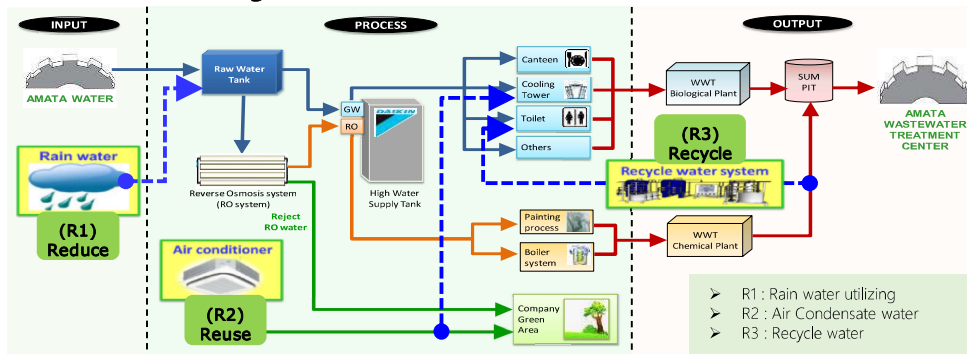 INPUT
PROCESS
OUTPUT
AMATA WATER
Raw Water
Tank
Rain water
(R1)
Reduce
Reverse Osmosis system
(RO system)
Reject
RO water
Air conditioner
(R2)
Reuse
GW
RO
DAIKIN
High Water
Supply Tank
Canteen
Cooling
Tower
Toilet
Others
Painting
process
Boiler
system
Company
Green
Area
WWT
Biological Plant
SUM
PIT
(R3)
Recycle
Recycle water system
WWT
Chemical Plant
AMATA
WASTEWATER
TREATMENT
CENTER
➢ R1 : Rain water utilizing
➢ R2 : Air Condensate water
➢ R3 : Recycle water